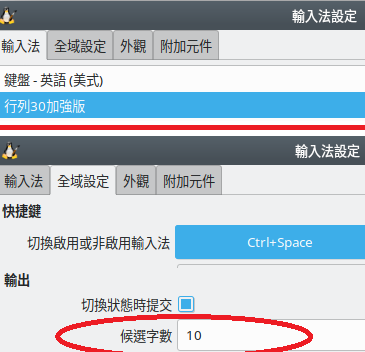 輸入法設定
輸入法 全域設定 外觀 附加元件
鍵盤 - 英語 (美式)
行列30加強版
輸入法設定
輸入法 全域設定 外觀 附加元件
快捷鍵
切換啟用或非啟用輸入法 Ctrl+Space
輸出
切換狀態時提交
候選字數 10